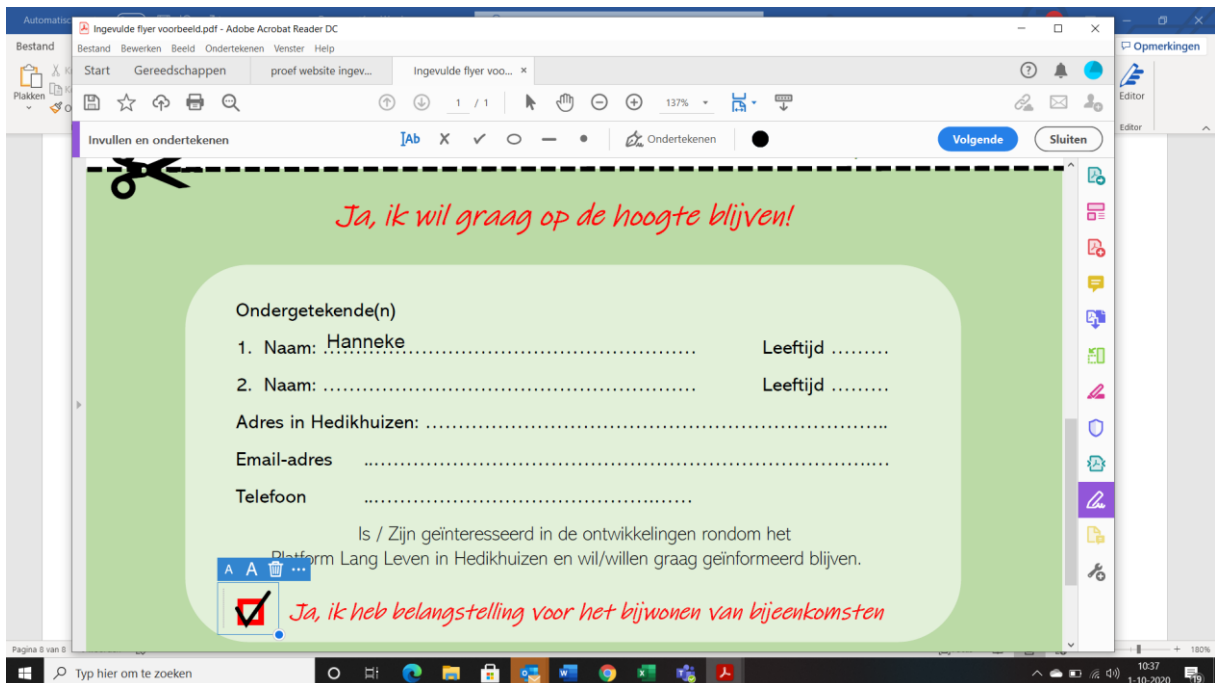 Automatisc
Ingevulde flyer voorbeeld.pdf - Adobe Acrobat Reader DC
Bestand Bewerken Beeld Ondertekenen Venster Help
Bestand
Opmerkingen
Start Gereedschappen proef website ingev... Ingevulde flyer voo... ×
Plakken
1 / 1 137%
Editor
Editor
Invullen en ondertekenen Ab Ondertekenen Volgende Sluiten
Ja, ik wil graag op de hoogte blijven!
Ondergetekende(n)
1. Naam: Hanneke.................................................... Leeftijd .........
2. Naam: ............................................................. Leeftijd .........
Adres in Hedikhuizen: ...........................................................................
Email-adres .....................................................................................
Telefoon .....................................................
Is / Zijn geïnteresseerd in de ontwikkelingen rondom het
Platform Lang Leven in Hedikhuizen en wil/willen graag geïnformeerd blijven.
A A ...
Ja, ik heb belangstelling voor het bijwonen van bijeenkomsten
Pagina 8 van 8
180%
Typ hier om te zoeken
10:37
1-10-2020
19